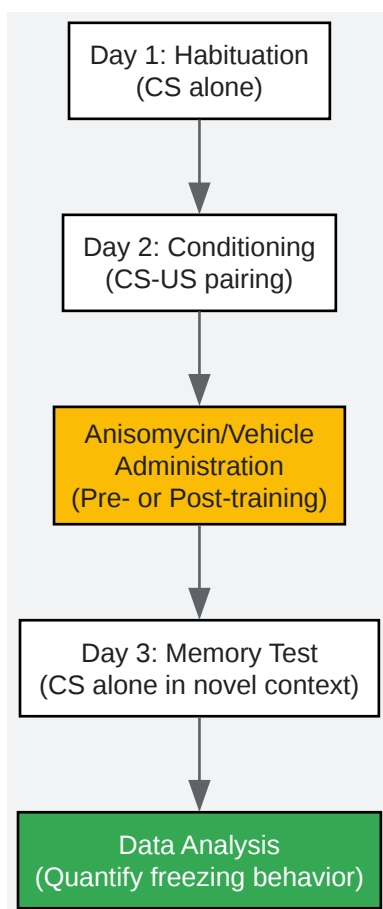 Day 1: Habituation
(CS alone)
Day 2: Conditioning
(CS-US pairing)
Anisomycin/Vehicle
Administration
(Pre- or Post-training)
Day 3: Memory Test
(CS alone in novel context)
Data Analysis
(Quantify freezing behavior)